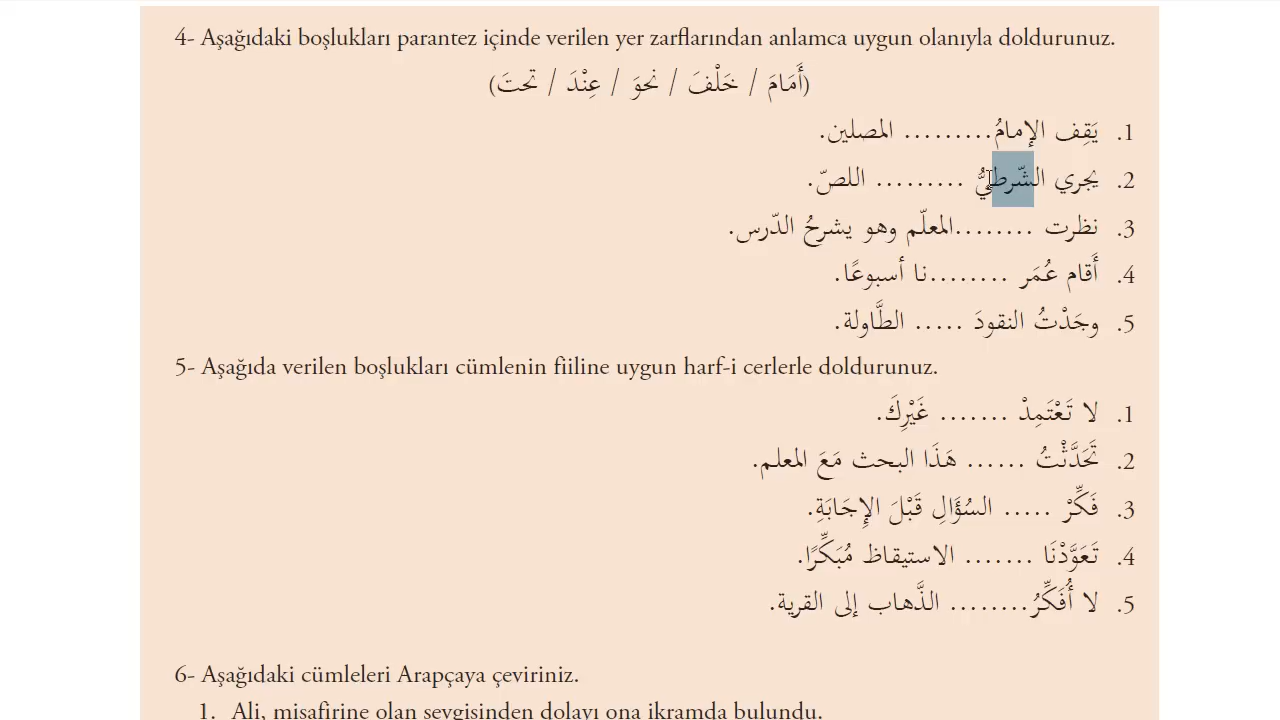 4- Aşağıdaki boşlukları parantez içinde verilen yer zarflarından anlamca uygun olanıyla doldurunuz.
(أَمَامَ / خَلْفَ / نحوَ / عِنْدَ / تحتَ)
1. يَقِف الإمامُ......... المصلين.
2. يجري الشّرطيُّ ......... اللصّ.
3. نظرت ........المعلّم وهو يشرحُ الدّرس.
4. أَقام عُمَر ........نا أسبوعًا.
5. وجَدْتُ النقودَ ..... الطَّاولة.
5- Aşağıda verilen boşlukları cümlenin fiiline uygun harf-i cerlerle doldurunuz.
1. لا تَعْتَمِدْ ....... غَيْرِكَ.
2. تَحَدَّثْتُ ...... هَذَا البحث مَعَ المعلم.
3. فَكِّرْ ..... السُؤَالِ قَبْلَ الإِجَابَةِ.
4. تَعَوَّدْنَا ....... الاستيقاظ مُبَكِّرًا.
5. لا أُفَكِّرُ........ الذَّهاب إلى القرية.
6- Aşağıdaki cümleleri Arapçaya çeviriniz.
1. Ali, misafirine olan sevgisinden dolayı ona ikramda bulundu.